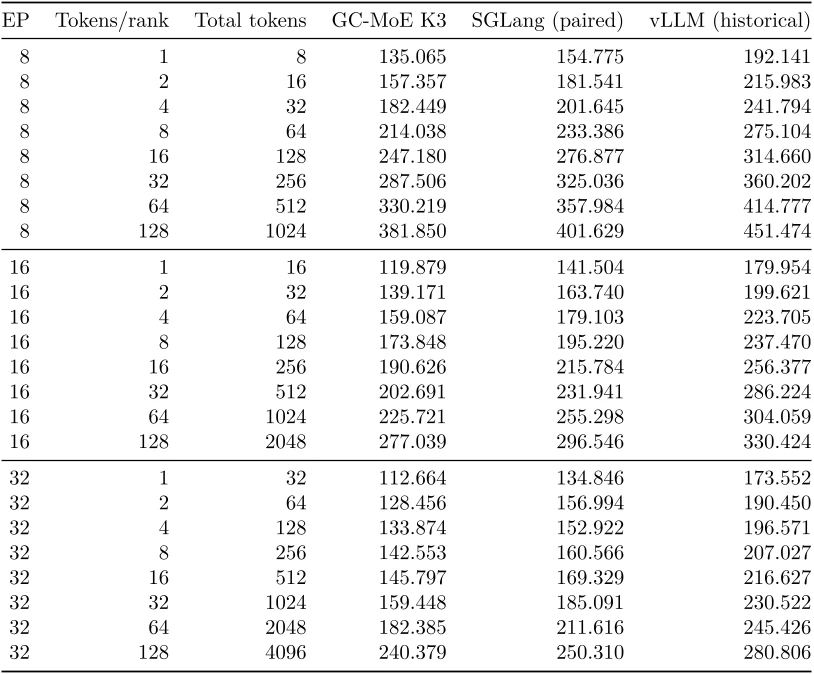 EP Tokens/rank Total tokens GC-MoE K3 SGLang (paired) vLLM (historical)
8 1 8 135.065 154.775 192.141
8 2 16 157.357 181.541 215.983
8 4 32 182.449 201.645 241.794
8 8 64 214.038 233.386 275.104
8 16 128 247.180 276.877 314.660
8 32 256 287.506 325.036 360.202
8 64 512 330.219 357.984 414.777
8 128 1024 381.850 401.629 451.474
16 1 16 119.879 141.504 179.954
16 2 32 139.171 163.740 199.621
16 4 64 159.087 179.103 223.705
16 8 128 173.848 195.220 237.470
16 16 256 190.626 215.784 256.377
16 32 512 202.691 231.941 286.224
16 64 1024 225.721 255.298 304.059
16 128 2048 277.039 296.546 330.424
32 1 32 112.664 134.846 173.552
32 2 64 128.456 156.994 190.450
32 4 128 133.874 152.922 196.571
32 8 256 142.553 160.566 207.027
32 16 512 145.797 169.329 216.627
32 32 1024 159.448 185.091 230.522
32 64 2048 182.385 211.616 245.426
32 128 4096 240.379 250.310 280.806